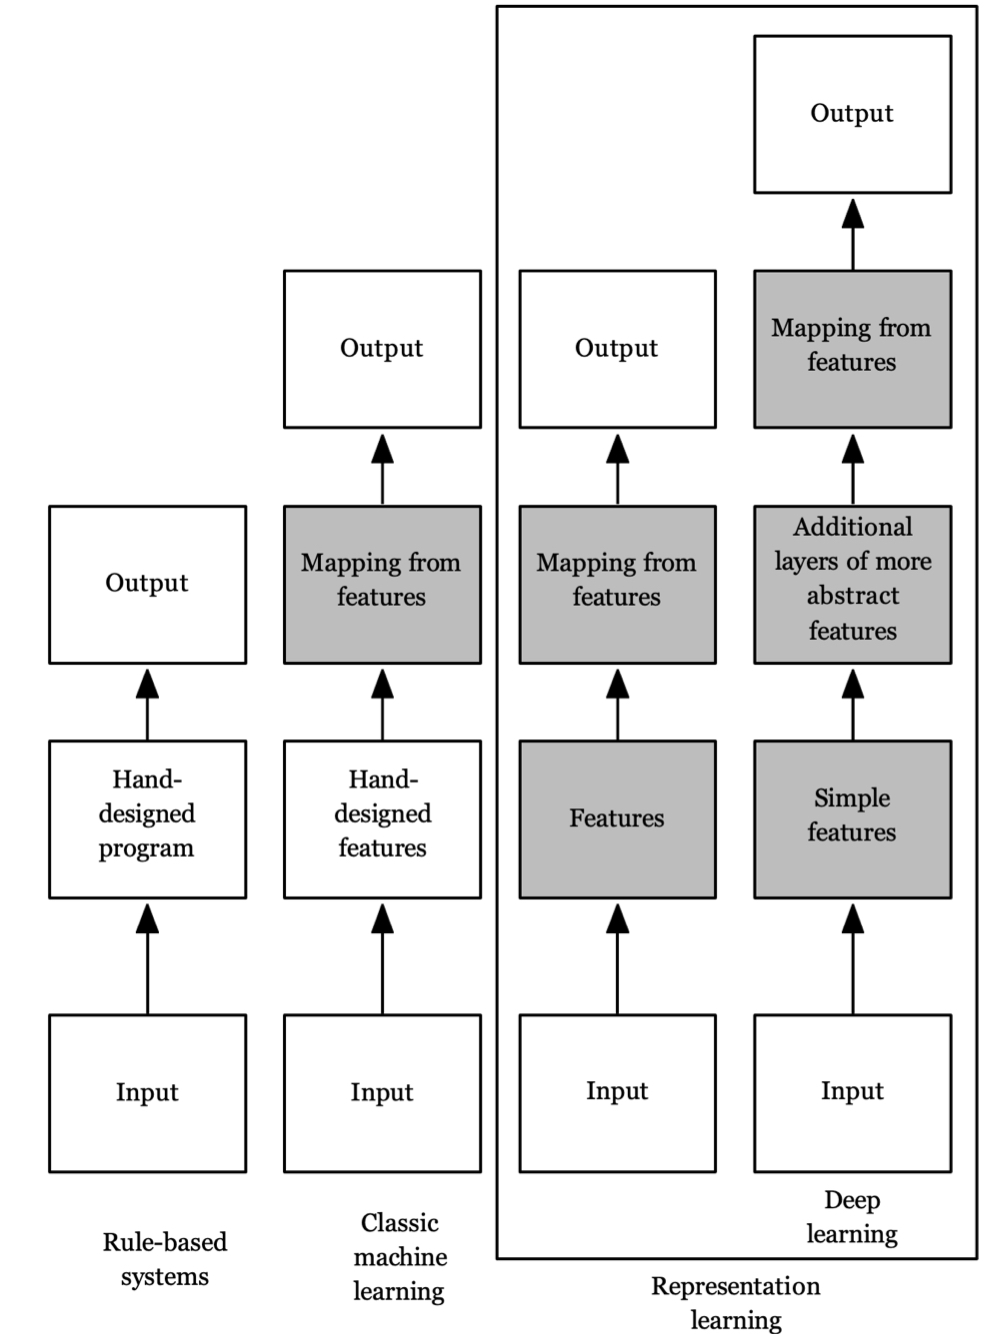 Output
Mapping from
features
Additional
layers of more
abstract
features
Simple
features
Input
Deep
learning
Output
Mapping from
features
Features
Input
Representation
learning
Output
Mapping from
features
Hand-
designed
features
Input
Classic
machine
learning
Output
Hand-
designed
program
Input
Rule-based
systems